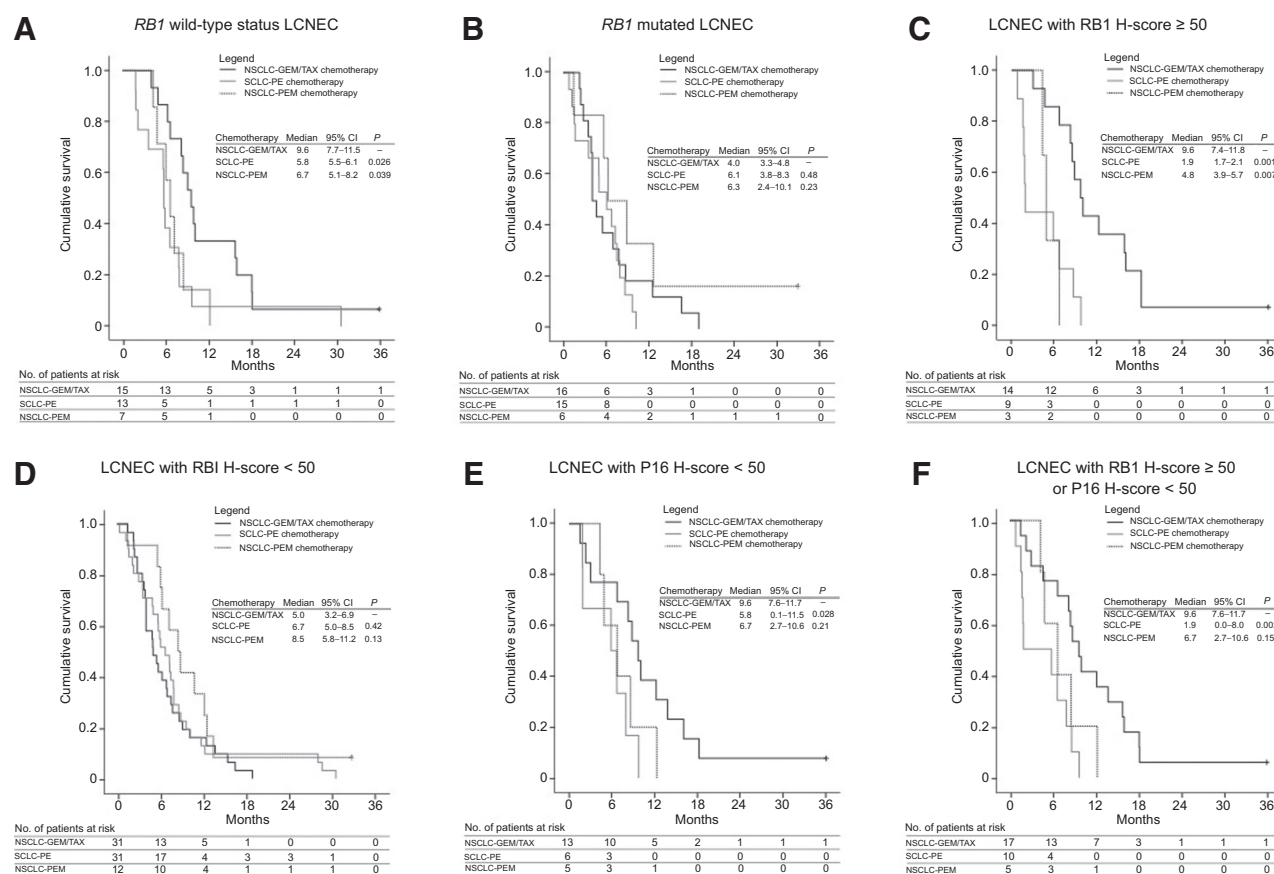 A
RB1 wild-type status LCNEC
Legend
NSCLC-GEM/TAX chemotherapy
SCLC-PE chemotherapy
NSCLC-PEM chemotherapy
Chemotherapy Median 95% CI P
NSCLC-GEM/TAX 9.6 7.7–11.5 –
SCLC-PE 5.8 5.5–6.1 0.026
NSCLC-PEM 6.7 5.1–8.2 0.039
Cumulative survival
1.0
0.8
0.6
0.4
0.2
0
0 6 12 18 24 30 36
Months
No. of patients at risk
NSCLC-GEM/TAX 15 13 5 3 1 1 1
SCLC-PE 13 5 1 1 1 1 0
NSCLC-PEM 7 5 1 0 0 0 0
B
RB1 mutated LCNEC
Legend
NSCLC-GEM/TAX chemotherapy
SCLC-PE chemotherapy
NSCLC-PEM chemotherapy
Chemotherapy Median 95% CI P
NSCLC-GEM/TAX 4.0 3.3–4.8 –
SCLC-PE 6.1 3.8–8.3 0.48
NSCLC-PEM 6.3 2.4–10.1 0.23
Cumulative survival
1.0
0.8
0.6
0.4
0.2
0
0 6 12 18 24 30 36
Months
No. of patients at risk
NSCLC-GEM/TAX 16 6 3 1 0 0 0
SCLC-PE 15 8 0 0 0 0 0
NSCLC-PEM 6 4 2 1 1 1 0
C
LCNEC with RB1 H-score ≥ 50
Legend
NSCLC-GEM/TAX chemotherapy
SCLC-PE chemotherapy
NSCLC-PEM chemotherapy
Chemotherapy Median 95% CI P
NSCLC-GEM/TAX 9.6 7.4–11.8 –
SCLC-PE 1.9 1.7–2.1 0.001
NSCLC-PEM 4.8 3.9–5.7 0.007
Cumulative survival
1.0
0.8
0.6
0.4
0.2
0
0 6 12 18 24 30 36
Months
No. of patients at risk
NSCLC-GEM/TAX 14 12 6 3 1 1 1
SCLC-PE 9 3 0 0 0 0 0
NSCLC-PEM 3 2 0 0 0 0 0
D
LCNEC with RBI H-score < 50
Legend
NSCLC-GEM/TAX chemotherapy
SCLC-PE chemotherapy
NSCLC-PEM chemotherapy
Chemotherapy Median 95% CI P
NSCLC-GEM/TAX 5.0 3.2–6.9 –
SCLC-PE 6.7 5.0–8.5 0.42
NSCLC-PEM 8.5 5.8–11.2 0.13
Cumulative survival
1.0
0.8
0.6
0.4
0.2
0
0 6 12 18 24 30 36
Months
No. of patients at risk
NSCLC-GEM/TAX 31 13 5 1 0 0 0
SCLC-PE 31 17 4 3 3 1 0
NSCLC-PEM 12 10 4 1 1 1 0
E
LCNEC with P16 H-score < 50
Legend
NSCLC-GEM/TAX chemotherapy
SCLC-PE chemotherapy
NSCLC-PEM chemotherapy
Chemotherapy Median 95% CI P
NSCLC-GEM/TAX 9.6 7.6–11.7 –
SCLC-PE 5.8 0.1–11.5 0.028
NSCLC-PEM 6.7 2.7–10.6 0.21
Cumulative survival
1.0
0.8
0.6
0.4
0.2
0
0 6 12 18 24 30 36
Months
No. of patients at risk
NSCLC-GEM/TAX 13 10 5 2 1 1 1
SCLC-PE 6 3 0 0 0 0 0
NSCLC-PEM 5 3 1 0 0 0 0
F
LCNEC with RB1 H-score ≥ 50
or P16 H-score < 50
Legend
NSCLC-GEM/TAX chemotherapy
SCLC-PE chemotherapy
NSCLC-PEM chemotherapy
Chemotherapy Median 95% CI P
NSCLC-GEM/TAX 9.6 7.6–11.7 –
SCLC-PE 1.9 0.0–8.0
NSCLC-PEM 6.7 2.7–10.6 0.15
Cumulative survival
1.0
0.8
0.6
0.4
0.2
0
0 6 12 18 24 30 36
Months
No. of patients at risk
NSCLC-GEM/TAX 17 13 7 3 1 1 1
SCLC-PE 10 4 0 0 0 0 0
NSCLC-PEM 5 3 1 0 0 0 0